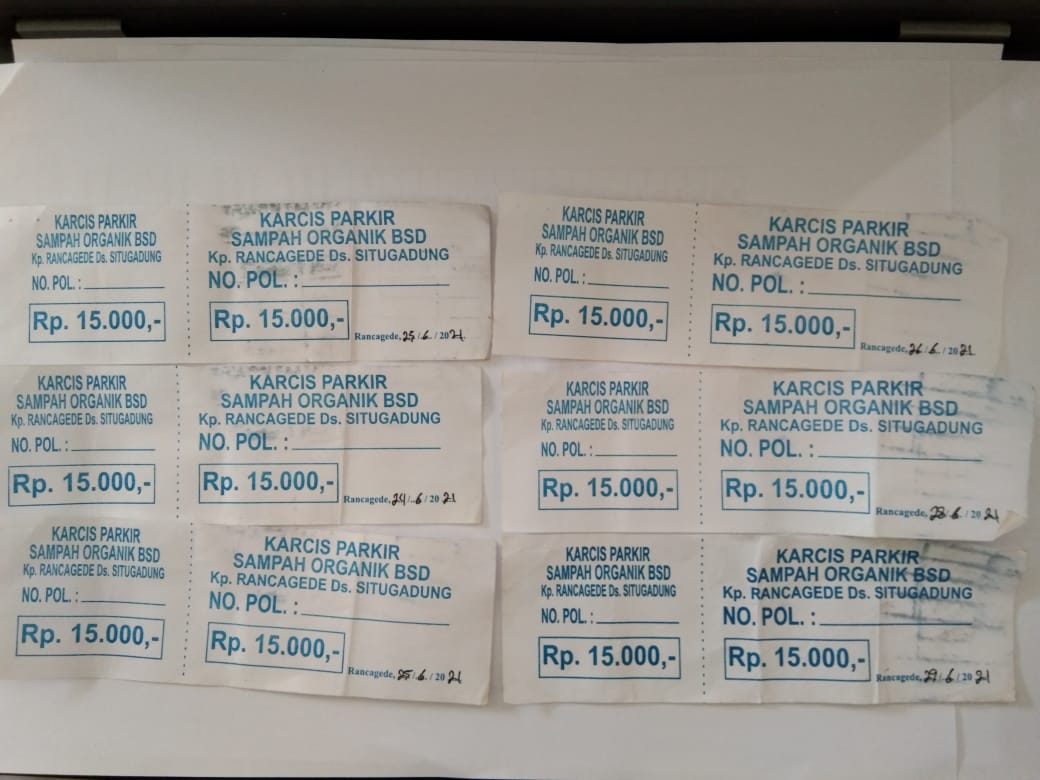 KARCIS PARKIR
SAMPAH ORGANIK BSD
Kp. RANCAGEDE Ds. SITUGADUNG
NO. POL. :
Rp. 15.000,-
KARCIS PARKIR
SAMPAH ORGANIK BSD
Kp. RANCAGEDE Ds. SITUGADUNG
NO. POL. :
Rp. 15.000,-
Rancagede, /6/2021
KARCIS PARKIR
SAMPAH ORGANIK BSD
Kp. RANCAGEDE Ds. SITUGADUNG
NO. POL. :
Rp. 15.000,-
KARCIS PARKIR
SAMPAH ORGANIK BSD
Kp. RANCAGEDE Ds. SITUGADUNG
NO. POL. :
Rp. 15.000,-
Rancagede, 26/6/2021
KARCIS PARKIR
SAMPAH ORGANIK BSD
Kp. RANCAGEDE Ds. SITUGADUNG
NO. POL. :
Rp. 15.000,-
KARCIS PARKIR
SAMPAH ORGANIK BSD
Kp. RANCAGEDE Ds. SITUGADUNG
NO. POL. :
Rp. 15.000,-
Rancagede, 24/6/2021
KARCIS PARKIR
SAMPAH ORGANIK BSD
Kp. RANCAGEDE Ds. SITUGADUNG
NO. POL. :
Rp. 15.000,-
KARCIS PARKIR
SAMPAH ORGANIK BSD
Kp. RANCAGEDE Ds. SITUGADUNG
NO. POL. :
Rp. 15.000,-
Rancagede, 28/6/2021
KARCIS PARKIR
SAMPAH ORGANIK BSD
Kp. RANCAGEDE Ds. SITUGADUNG
NO. POL. :
Rp. 15.000,-
KARCIS PARKIR
SAMPAH ORGANIK BSD
Kp. RANCAGEDE Ds. SITUGADUNG
NO. POL. :
Rp. 15.000,-
Rancagede, 25/6/2021
KARCIS PARKIR
SAMPAH ORGANIK BSD
Kp. RANCAGEDE Ds. SITUGADUNG
NO. POL. :
Rp. 15.000,-
KARCIS PARKIR
SAMPAH ORGANIK BSD
Kp. RANCAGEDE Ds. SITUGADUNG
NO. POL. :
Rp. 15.000,-
Rancagede, 29/6/2021